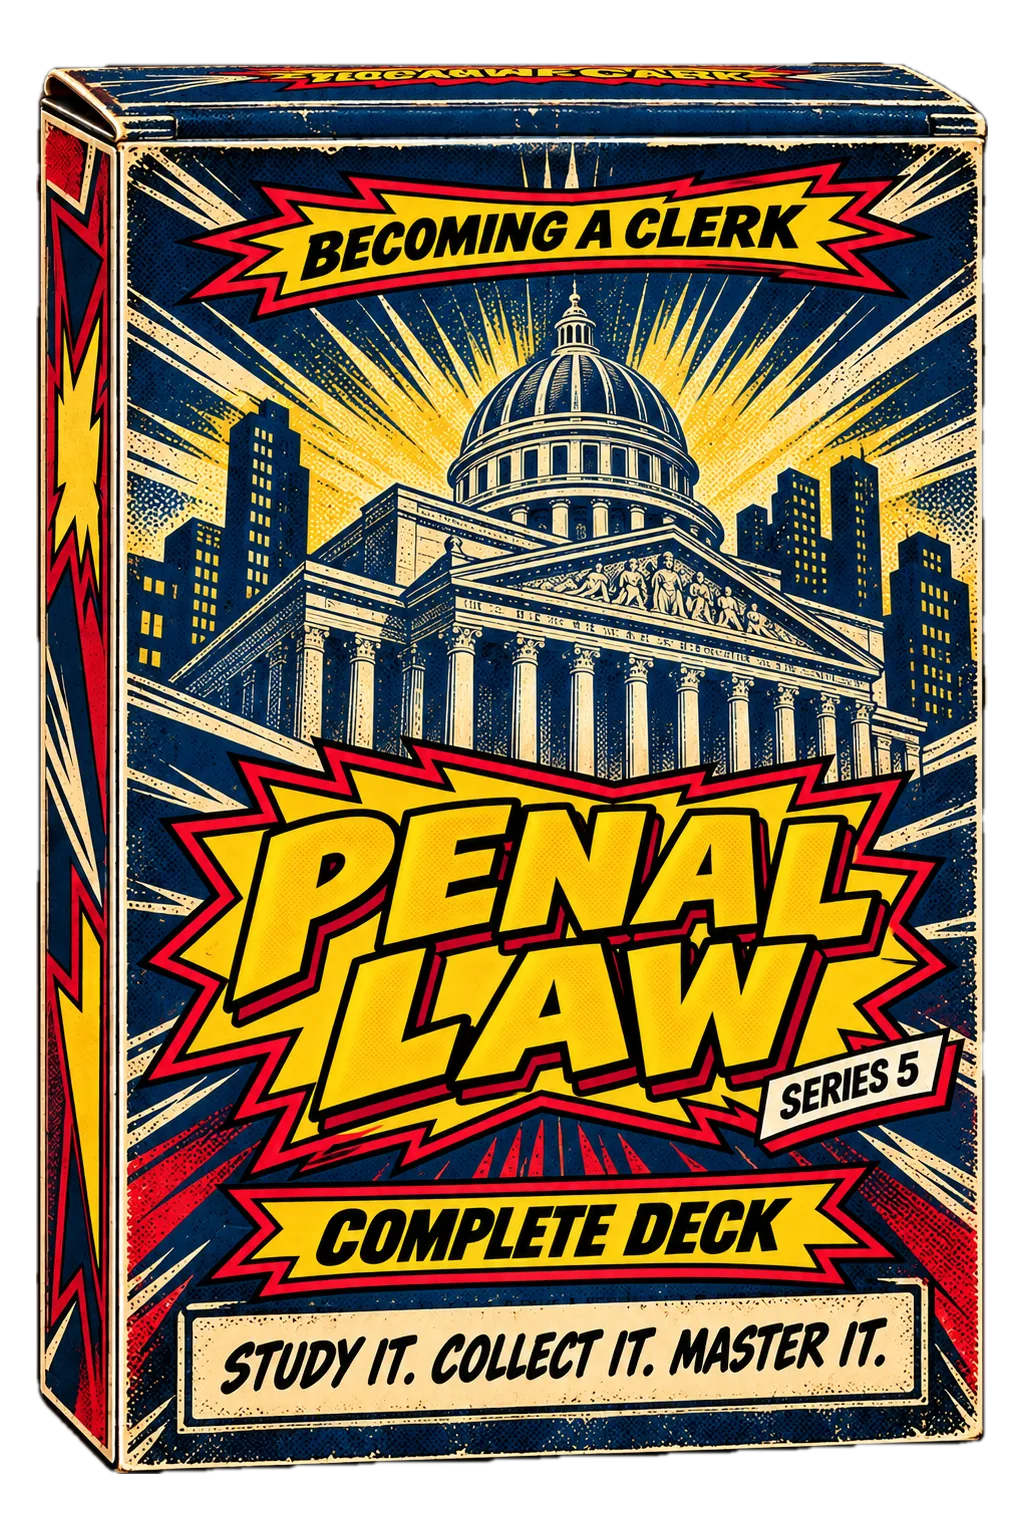 BECOMING A CLERK
PENAL
LAW
SERIES 5
COMPLETE DECK
STUDY IT. COLLECT IT. MASTER IT.